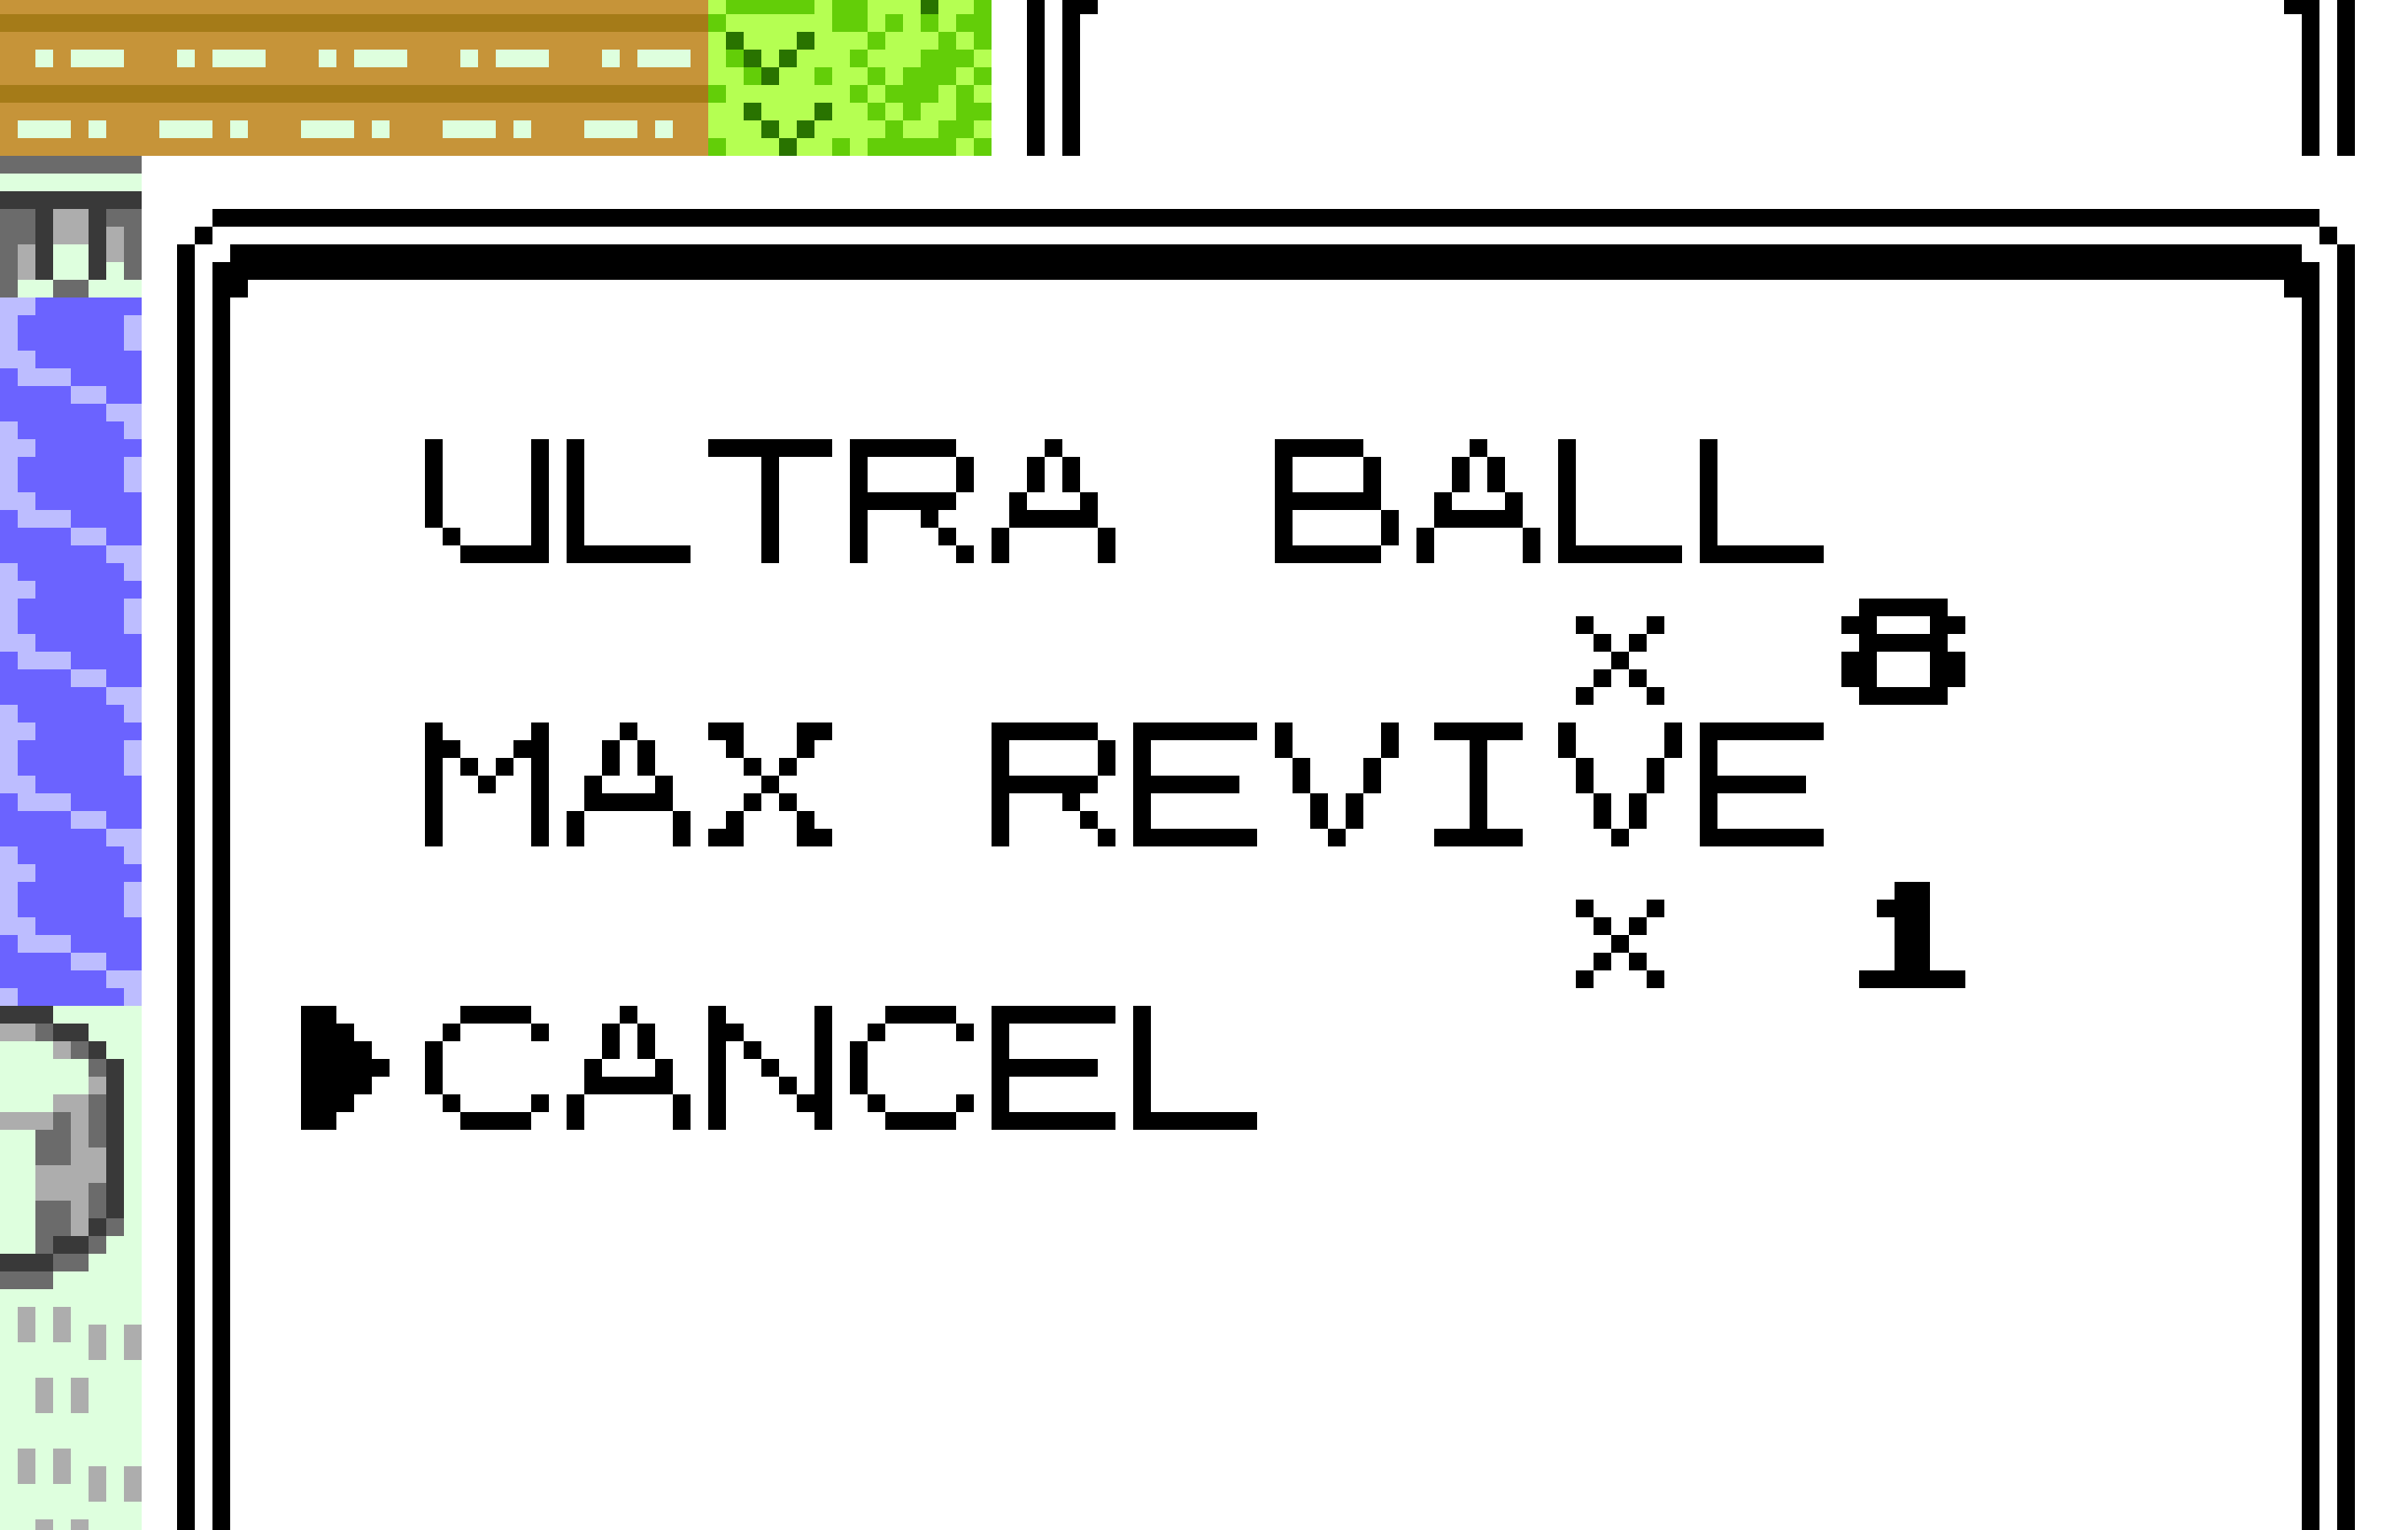 ULTRA BALL
× 8
MAX REVIVE
× 1
▶CANCEL